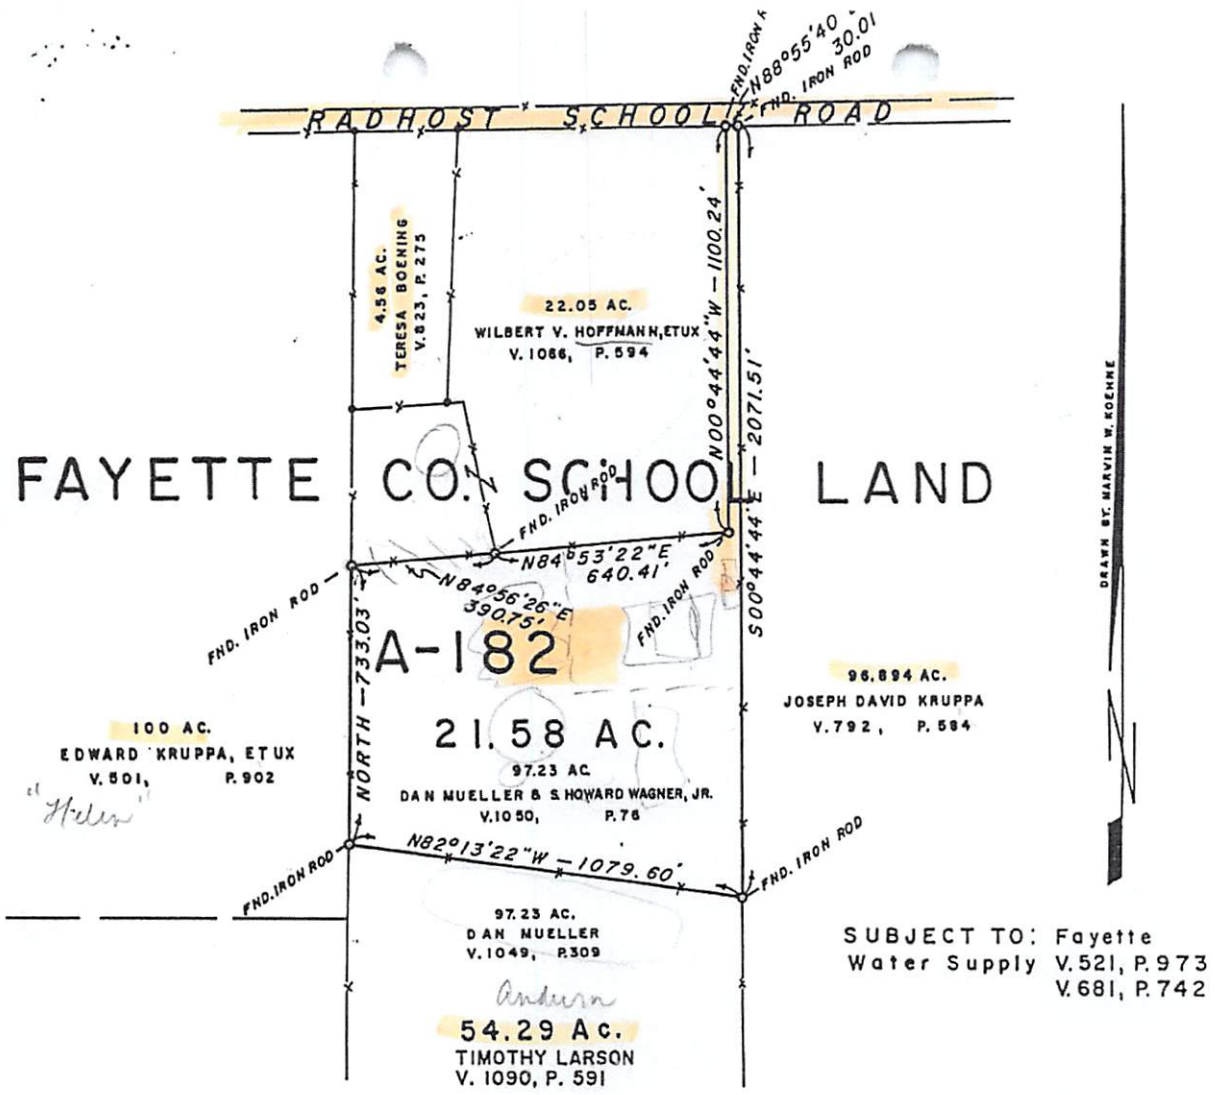 FND. IRON R
N88°55'40
30.01
FND. IRON ROD
RADHOST SCHOOL ROAD
4.56 AC.
TERESA BOENING
V.823, P.275
22.05 AC.
WILBERT V. HOFFMANN, ETUX
V.1066, P.594
N00°44'44"W — 1100.24'
S00°44'44"E — 2071.51'
DRAWN BY: MARVIN W. KOEHNE
FAYETTE CO. SCHOOL LAND
FND. IRON ROD
N84°53'22"E
640.41'
FND. IRON ROD
N84°56'26"E
390.75'
FND. IRON ROD
NORTH — 733.03'
A-182
96.894 AC.
JOSEPH DAVID KRUPPA
V.792, P.584
100 AC.
EDWARD KRUPPA, ETUX
V.501, P.902
"Helen"
21.58 AC.
97.23 AC.
DAN MUELLER & S. HOWARD WAGNER, JR.
V.1050, P.76
N82°13'22"W — 1079.60'
FND. IRON ROD
FND. IRON ROD
97.23 AC.
DAN MUELLER
V.1049, P.309
54.29 Ac.
TIMOTHY LARSON
V. 1090, P. 591
SUBJECT TO: Fayette
Water Supply V.521, P.973
V.681, P.742
N